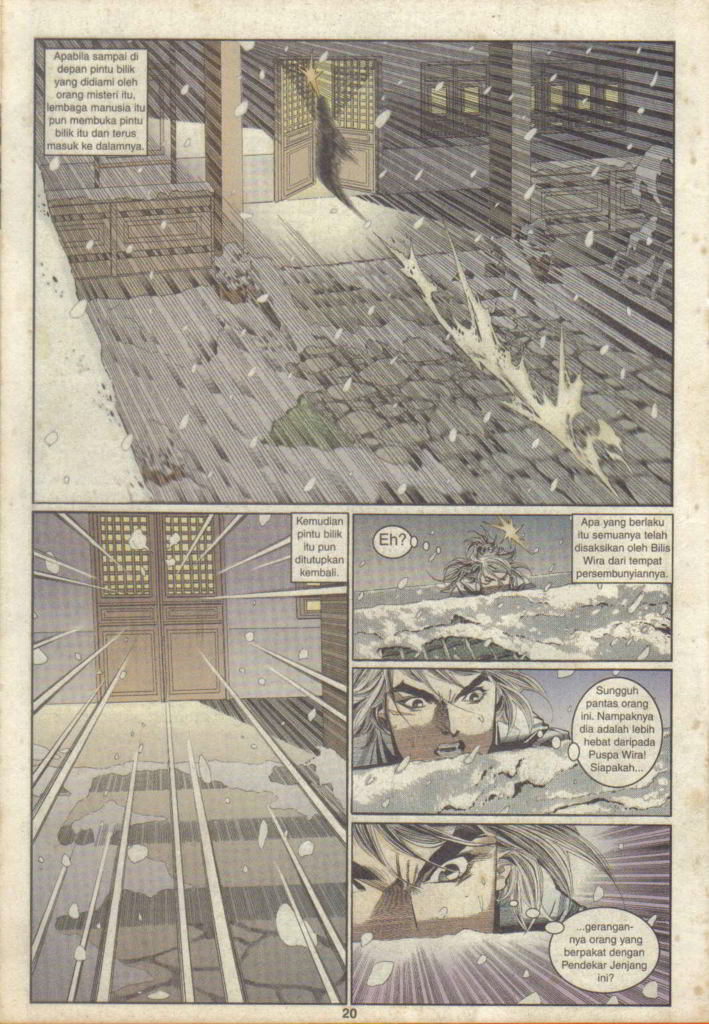 Apabila sampai di
depan pintu bilik
yang didiami oleh
orang misteri itu,
lembaga manusia itu
pun membuka pintu
bilik itu dan terus
masuk ke dalamnya.
Kemudian
pintu bilik
itu pun
ditutupkan
kembali.
Eh?
Apa yang berlaku
itu semuanya telah
disaksikan oleh Bilis
Wira dari tempat
persembunyiannya.
Sungguh
pantas orang
ini. Nampaknya
dia adalah lebih
hebat daripada
Puspa Wira!
Siapakah...
...gerangan-
nya orang yang
berpakat dengan
Pendekar Jenjang
ini?
20